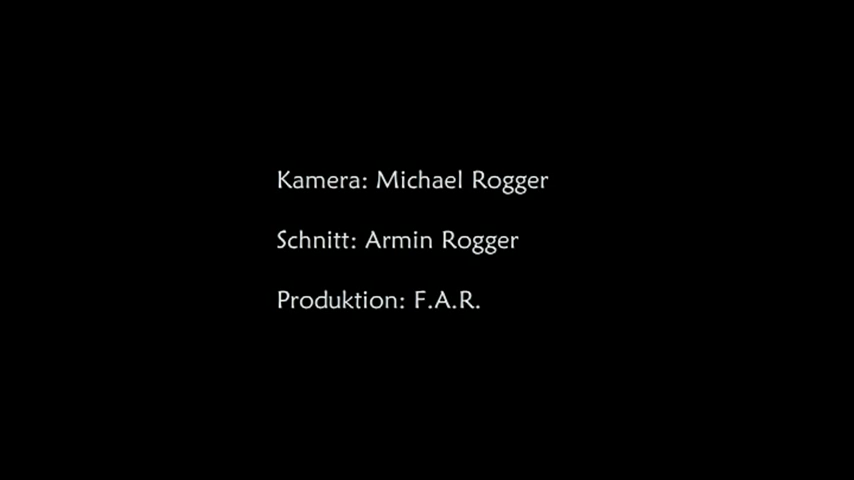 Kamera: Michael Rogger
Schnitt: Armin Rogger
Produktion: F.A.R.